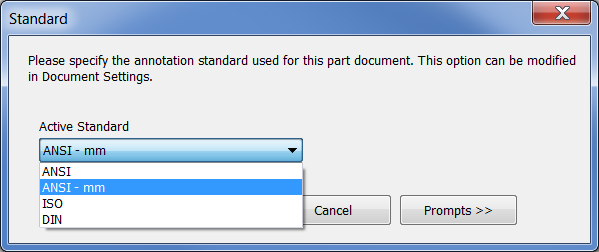 Standard
Please specify the annotation standard used for this part document. This option can be modified
in Document Settings.
Active Standard
ANSI - mm
ANSI
ANSI - mm
ISO
DIN
Cancel
Prompts >>